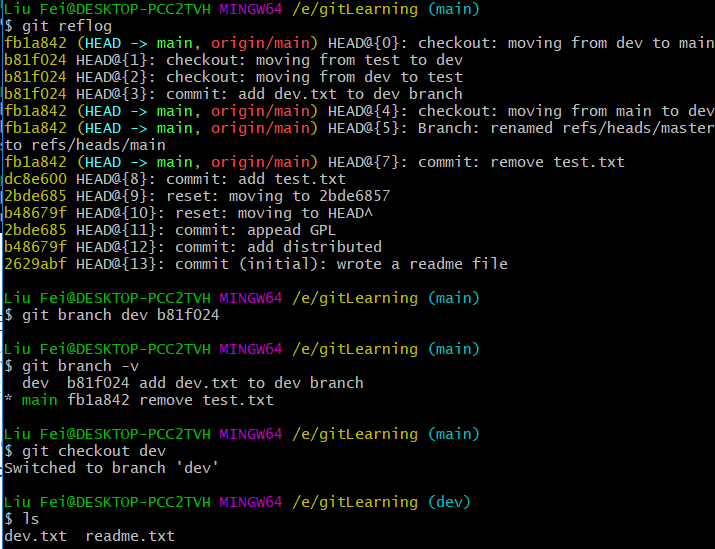 Liu Fei@DESKTOP-PCC2TVH MINGW64 /e/gitLearning (main)
$ git reflog
fb1a842 (HEAD -> main, origin/main) HEAD@{0}: checkout: moving from dev to main
b81f024 HEAD@{1}: checkout: moving from test to dev
b81f024 HEAD@{2}: checkout: moving from dev to test
b81f024 HEAD@{3}: commit: add dev.txt to dev branch
fb1a842 (HEAD -> main, origin/main) HEAD@{4}: checkout: moving from main to dev
fb1a842 (HEAD -> main, origin/main) HEAD@{5}: Branch: renamed refs/heads/master
to refs/heads/main
fb1a842 (HEAD -> main, origin/main) HEAD@{7}: commit: remove test.txt
dc8e600 HEAD@{8}: commit: add test.txt
2bde685 HEAD@{9}: reset: moving to 2bde6857
b48679f HEAD@{10}: reset: moving to HEAD^
2bde685 HEAD@{11}: commit: appead GPL
b48679f HEAD@{12}: commit: add distributed
2629abf HEAD@{13}: commit (initial): wrote a readme file
Liu Fei@DESKTOP-PCC2TVH MINGW64 /e/gitLearning (main)
$ git branch dev b81f024
Liu Fei@DESKTOP-PCC2TVH MINGW64 /e/gitLearning (main)
$ git branch -v
dev b81f024 add dev.txt to dev branch
* main fb1a842 remove test.txt
Liu Fei@DESKTOP-PCC2TVH MINGW64 /e/gitLearning (main)
$ git checkout dev
Switched to branch 'dev'
Liu Fei@DESKTOP-PCC2TVH MINGW64 /e/gitLearning (dev)
$ ls
dev.txt readme.txt